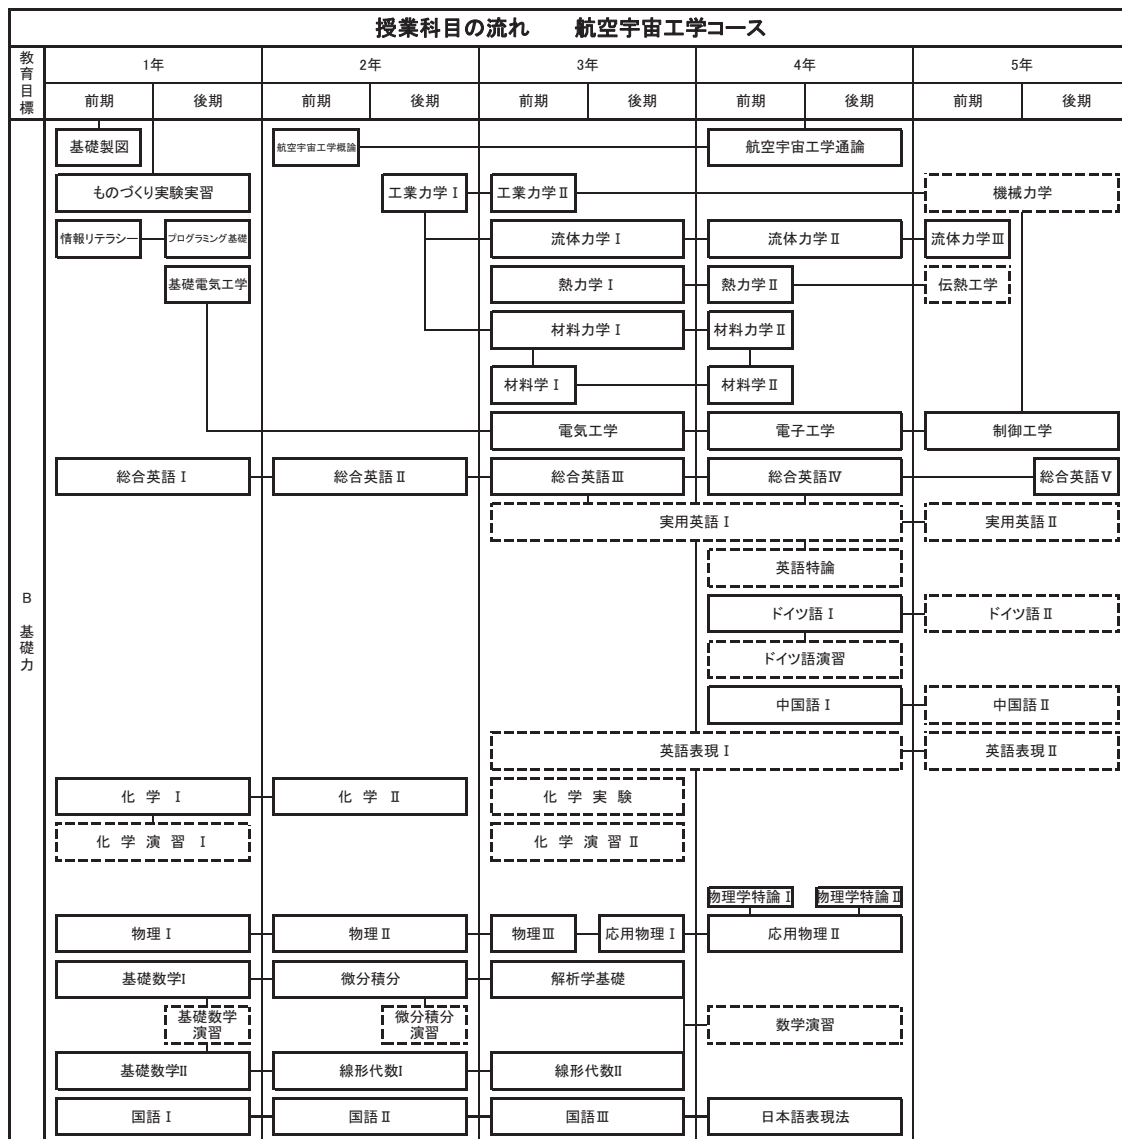 授業科目の流れ　　航空宇宙工学コース
教育目標
1年　2年　3年　4年　5年
前期　後期　前期　後期　前期　後期　前期　後期　前期　後期
基礎製図　航空宇宙工学概論　航空宇宙工学通論
ものづくり実験実習　工業力学Ⅰ　工業力学Ⅱ　機械力学
情報リテラシー　プログラミング基礎　流体力学Ⅰ　流体力学Ⅱ　流体力学Ⅲ
基礎電気工学　熱力学Ⅰ　熱力学Ⅱ　伝熱工学
材料力学Ⅰ　材料力学Ⅱ
材料学Ⅰ　材料学Ⅱ
電気工学　電子工学　制御工学
総合英語Ⅰ　総合英語Ⅱ　総合英語Ⅲ　総合英語Ⅳ　総合英語Ⅴ
実用英語Ⅰ　実用英語Ⅱ
英語特論
B 基礎力
ドイツ語Ⅰ　ドイツ語Ⅱ
ドイツ語演習
中国語Ⅰ　中国語Ⅱ
英語表現Ⅰ　英語表現Ⅱ
化学Ⅰ　化学Ⅱ　化学実験
化学演習Ⅰ　化学演習Ⅱ
物理学特論Ⅰ　物理学特論Ⅱ
物理Ⅰ　物理Ⅱ　物理Ⅲ　応用物理Ⅰ　応用物理Ⅱ
基礎数学I　微分積分　解析学基礎
基礎数学演習　微分積分演習　数学演習
基礎数学II　線形代数I　線形代数II
国語Ⅰ　国語Ⅱ　国語Ⅲ　日本語表現法